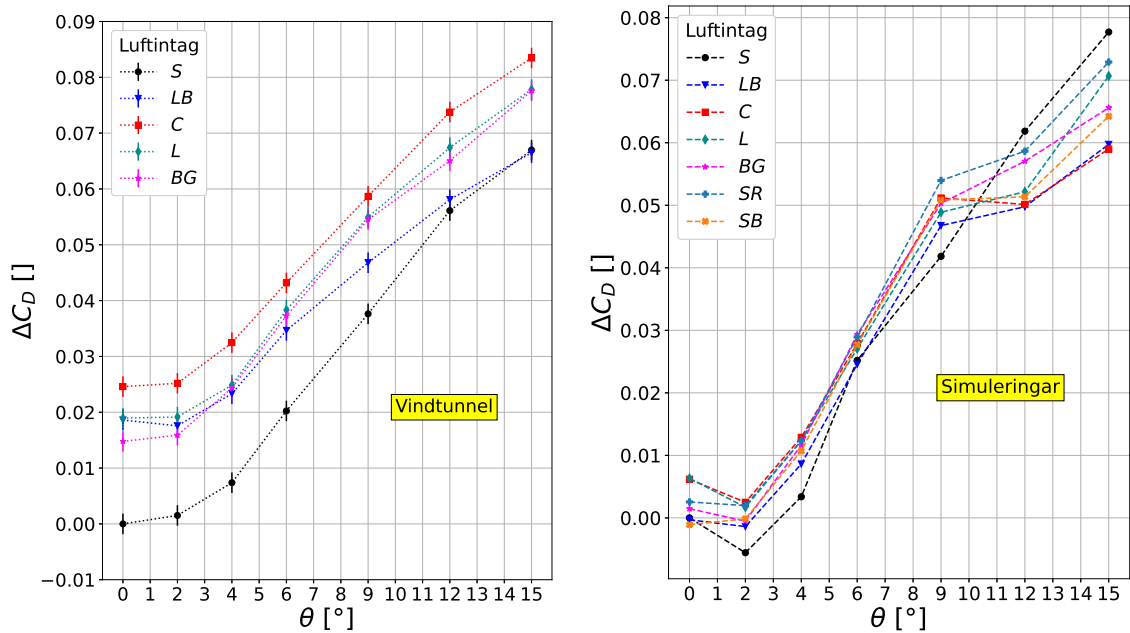 0.09
0.08
0.07
0.06
0.05
0.04
0.03
0.02
0.01
0.00
−0.01
ΔC_D []
Luftintag
S
LB
C
L
BG
Vindtunnel
0 1 2 3 4 5 6 7 8 9 10 11 12 13 14 15
θ [°]
0.08
0.07
0.06
0.05
0.04
0.03
0.02
0.01
0.00
ΔC_D []
Luftintag
S
LB
C
L
BG
SR
SB
Simuleringar
0 1 2 3 4 5 6 7 8 9 10 11 12 13 14 15
θ [°]